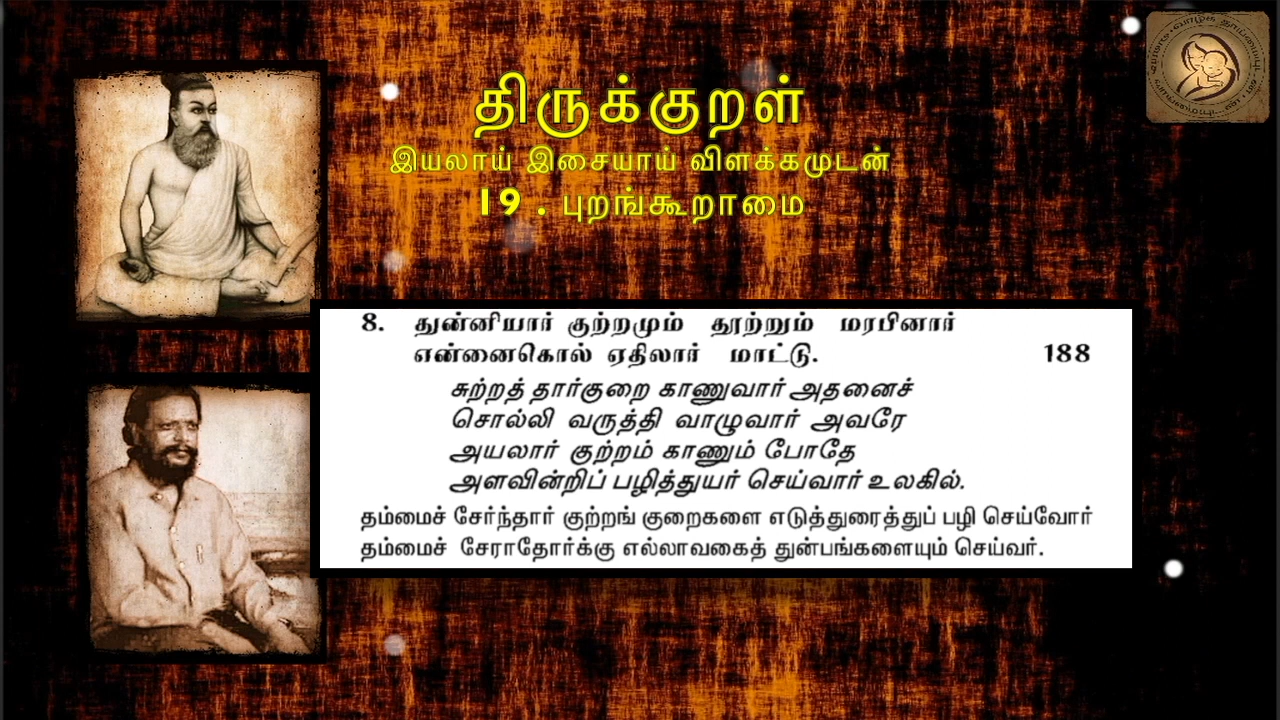 திருக்குறள்
இயலாய் இசையாய் விளக்கமுடன்
19 . புறங்கூறாமை
8. துன்னியார் குற்றமும் தூற்றும் மரபினார்
என்னைகொல் ஏதிலார் மாட்டு. 188
சுற்றத் தார்குறை காணுவார் அதனைச்
சொல்லி வருத்தி வாழுவார் அவரே
அயலார் குற்றம் காணும் போதே
அளவின்றிப் பழித்துயர் செய்வார் உலகில்.
தம்மைச் சேர்ந்தார் குற்றங் குறைகளை எடுத்துரைத்துப் பழி செய்வோர்
தம்மைச் சேராதோர்க்கு எல்லாவகைத் துன்பங்களையும் செய்வர்.